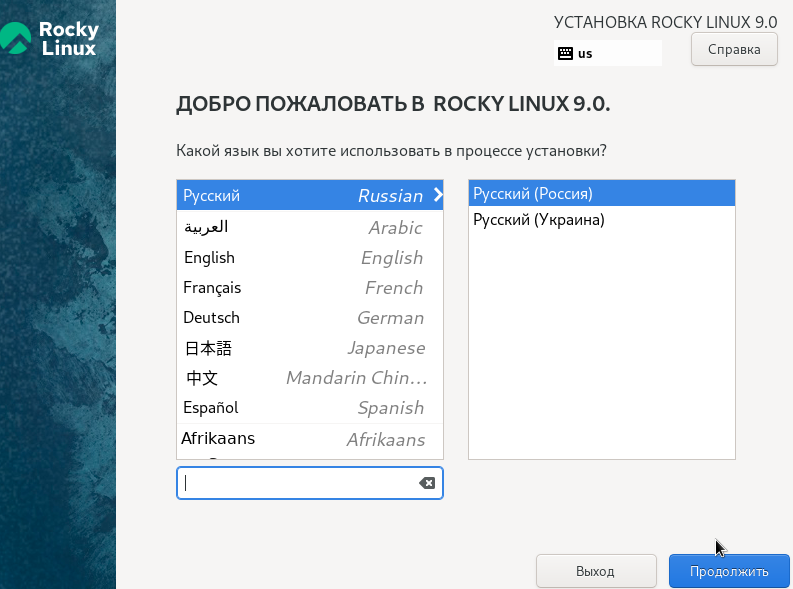 Rocky
Linux
УСТАНОВКА ROCKY LINUX 9.0
us
Справка
ДОБРО ПОЖАЛОВАТЬ В ROCKY LINUX 9.0.
Какой язык вы хотите использовать в процессе установки?
Русский Russian
العربية Arabic
English English
Français French
Deutsch German
日本語 Japanese
中文 Mandarin Chin...
Español Spanish
Afrikaans Afrikaans
Русский (Россия)
Русский (Украина)
Выход
Продолжить